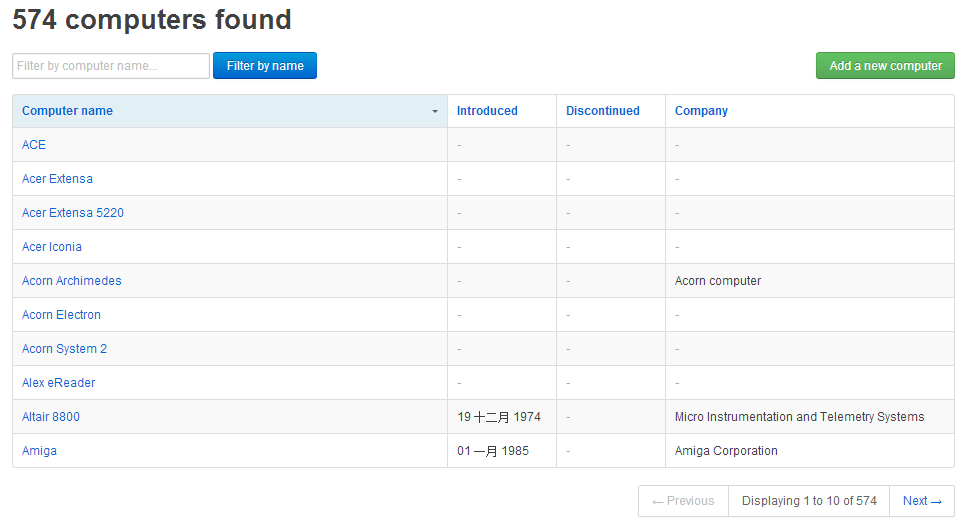 574 computers found
Filter by computer name... Filter by name Add a new computer
Computer name Introduced Discontinued Company
ACE - - -
Acer Extensa - - -
Acer Extensa 5220 - - -
Acer Iconia - - -
Acorn Archimedes - - Acorn computer
Acorn Electron - - -
Acorn System 2 - - -
Alex eReader - - -
Altair 8800 19 十二月 1974 - Micro Instrumentation and Telemetry Systems
Amiga 01 一月 1985 - Amiga Corporation
← Previous Displaying 1 to 10 of 574 Next →